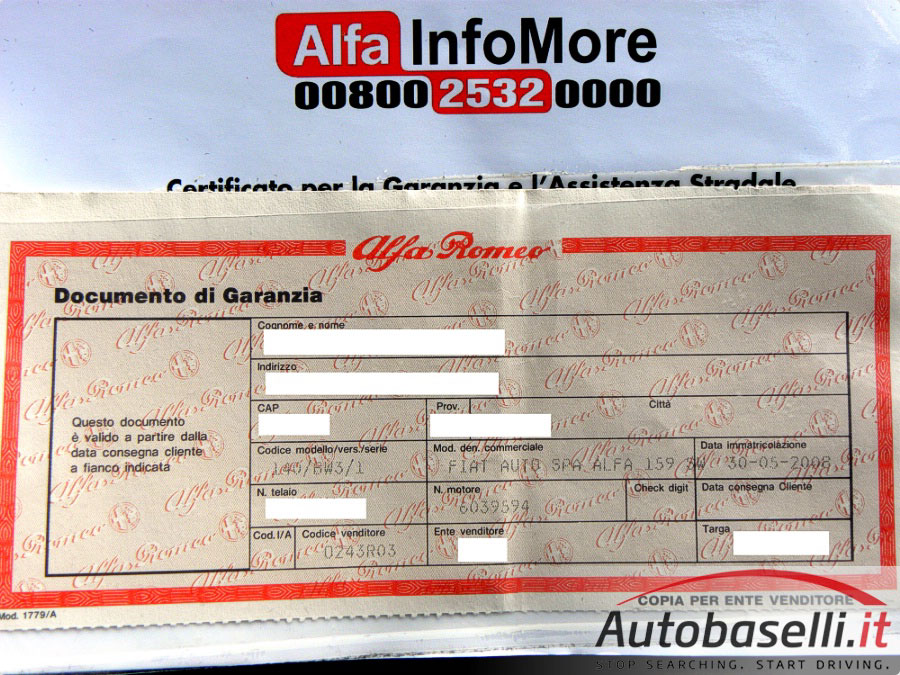 Alfa InfoMore
00800 2532 0000
Certificato per la Garanzia e l'Assistenza Stradale
Alfa Romeo
Documento di Garanzia
Cognome e nome
Indirizzo
CAP
Prov.
Città
Questo documento
è valido a partire dalla
data consegna cliente
a fianco indicata
Codice modello/vers./serie
Mod. den. commerciale
Data immatricolazione
FIAT AUTO SPA ALFA 159 SW
30-05-2008
N. telaio
N. motore
Check digit
Data consegna Cliente
6039594
Cod.I/A
Codice venditore
Ente venditore
Targa
0243R03
Mod. 1779/A
COPIA PER ENTE VENDITORE
Autobaselli.it
STOP SEARCHING. START DRIVING.